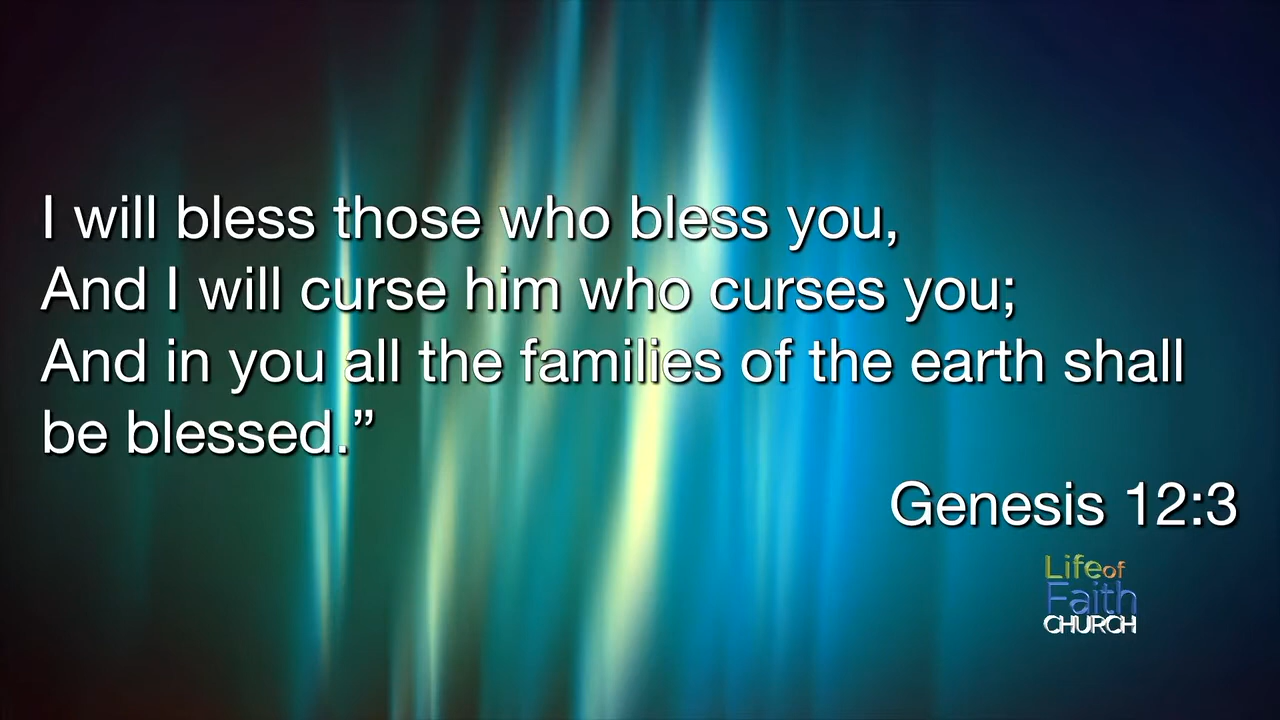 I will bless those who bless you,
And I will curse him who curses you;
And in you all the families of the earth shall
be blessed.”
Genesis 12:3
Life of
Faith
CHURCH